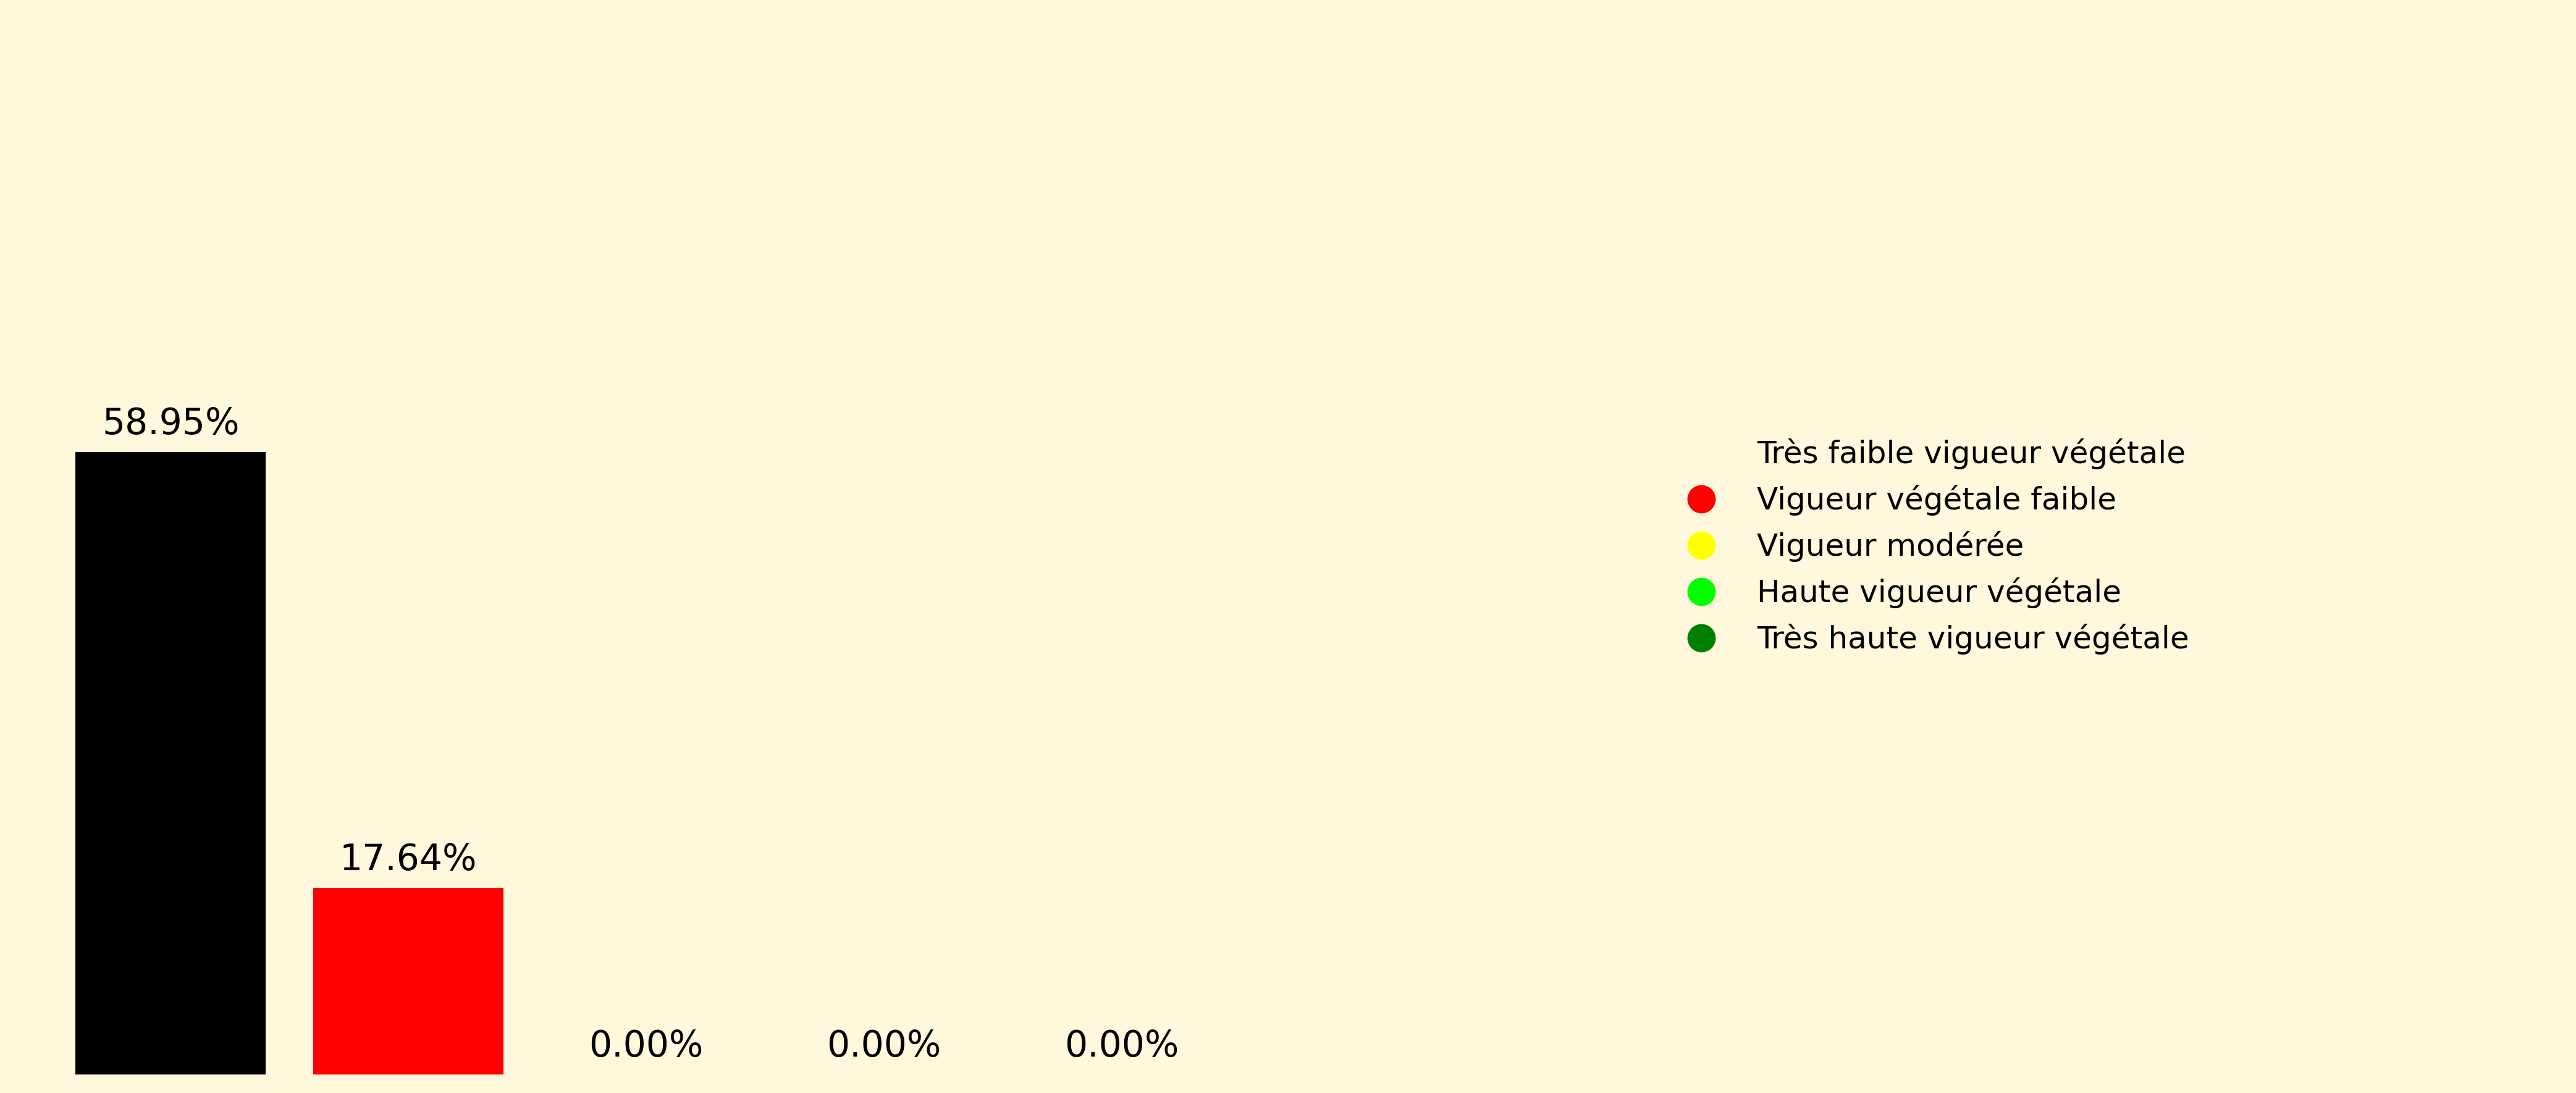 58.95%
17.64%
0.00% 0.00% 0.00%
Très faible vigueur végétale
Vigueur végétale faible
Vigueur modérée
Haute vigueur végétale
Très haute vigueur végétale